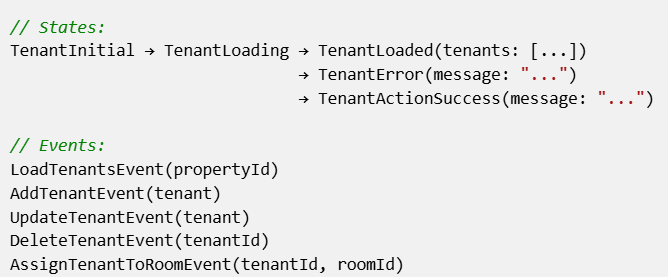 // States:
TenantInitial → TenantLoading → TenantLoaded(tenants: [...])
                              → TenantError(message: "...")
                              → TenantActionSuccess(message: "...")

// Events:
LoadTenantsEvent(propertyId)
AddTenantEvent(tenant)
UpdateTenantEvent(tenant)
DeleteTenantEvent(tenantId)
AssignTenantToRoomEvent(tenantId, roomId)